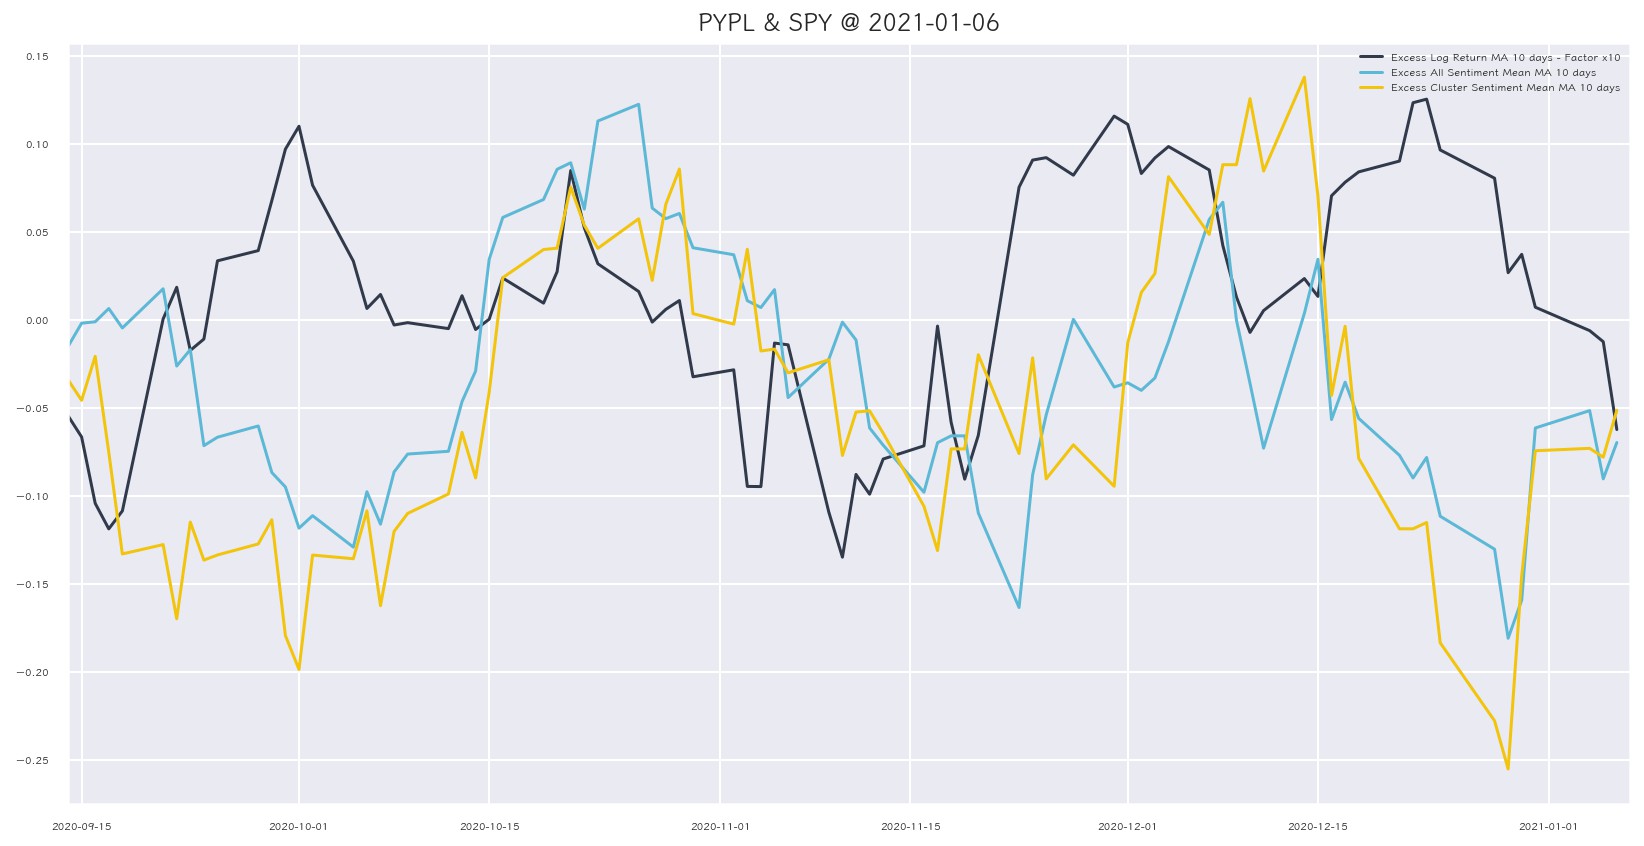 PYPL & SPY @ 2021-01-06
Excess Log Return MA 10 days - Factor x10
Excess All Sentiment Mean MA 10 days
Excess Cluster Sentiment Mean MA 10 days
0.15
0.10
0.05
0.00
−0.05
−0.10
−0.15
−0.20
−0.25
2020-09-15 2020-10-01 2020-10-15 2020-11-01 2020-11-15 2020-12-01 2020-12-15 2021-01-01